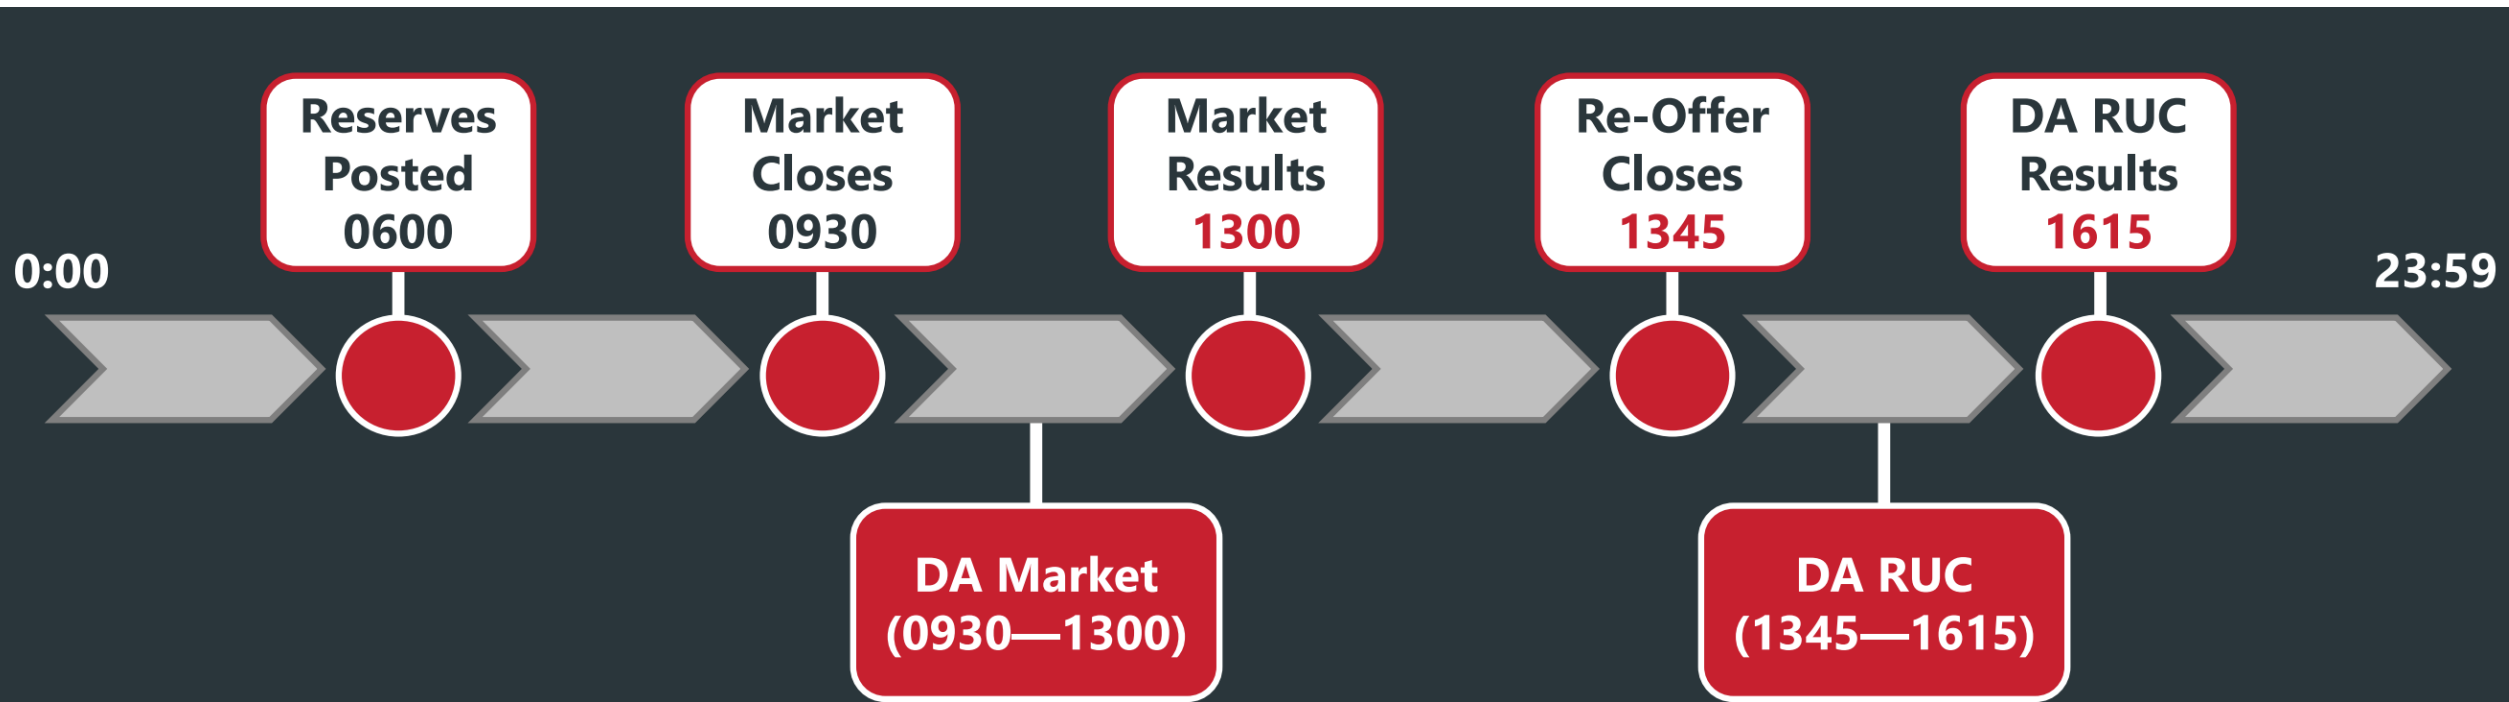 Reserves
Posted
0600
Market
Closes
0930
Market
Results
1300
Re-Offer
Closes
1345
DA RUC
Results
1615
0:00
23:59
DA Market
(0930—1300)
DA RUC
(1345—1615)